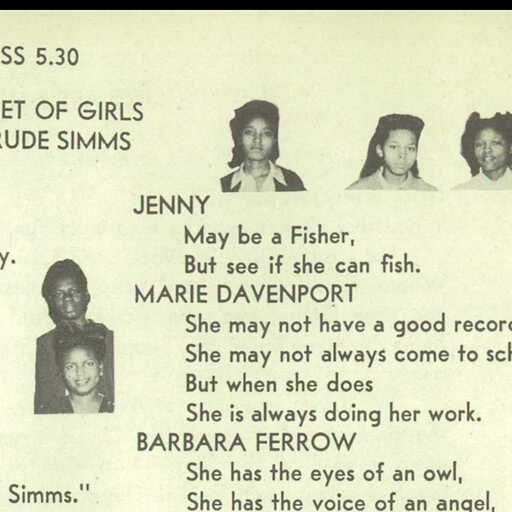 SS 5.30
ET OF GIRLS
RUDE SIMMS
y.
Simms."
JENNY
May be a Fisher,
But see if she can fish.
MARIE DAVENPORT
She may not have a good recor
She may not always come to sc
But when she does
She is always doing her work.
BARBARA FERROW
She has the eyes of an owl,
She has the voice of an angel,